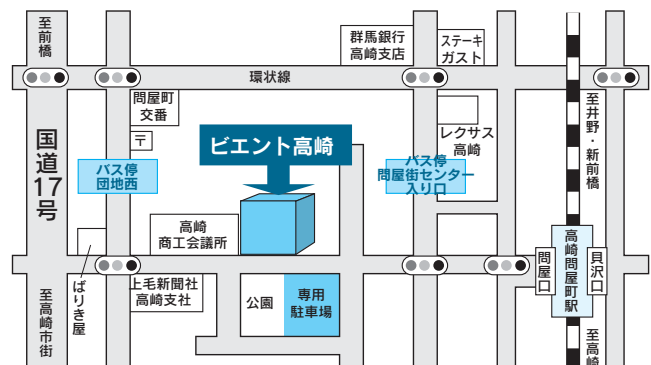 至前橋
群馬銀行
高崎支店
ステーキ
ガスト
環状線
問屋町
交番
〒
レクサス
高崎
至井野・新前橋
国道17号
ビエント高崎
バス停
団地西
バス停
問屋街センター
入り口
高崎
商工会議所
高崎問屋町駅
問屋口
貝沢口
ばりき屋
上毛新聞社
高崎支社
公園
専用
駐車場
至高崎市街
至高崎